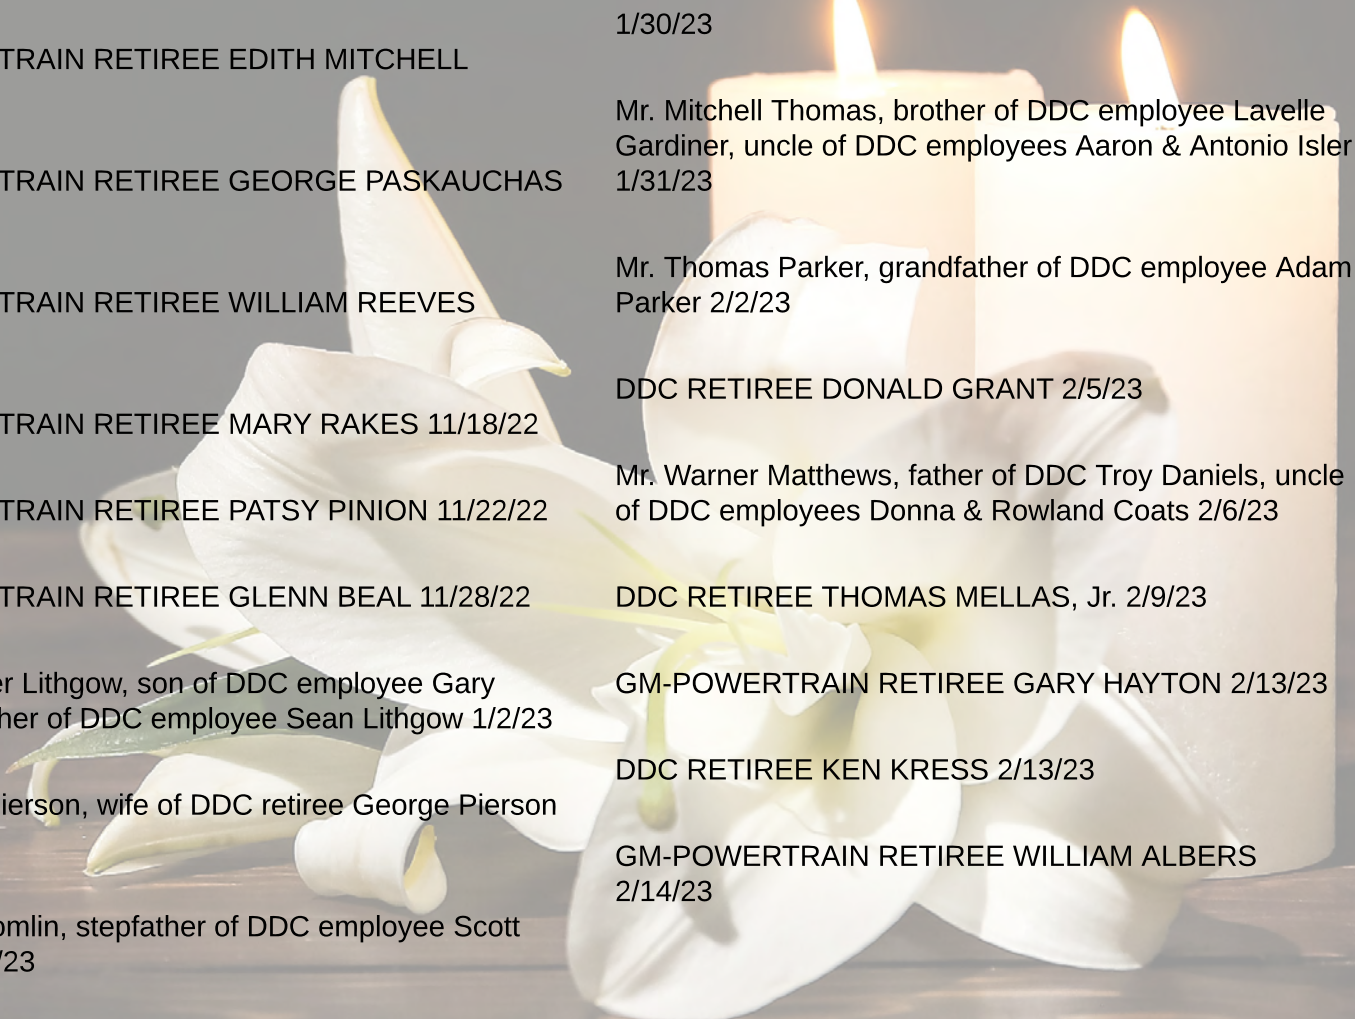 TRAIN RETIREE EDITH MITCHELL
TRAIN RETIREE GEORGE PASKAUCHAS
TRAIN RETIREE WILLIAM REEVES
TRAIN RETIREE MARY RAKES 11/18/22
TRAIN RETIREE PATSY PINION 11/22/22
TRAIN RETIREE GLENN BEAL 11/28/22
er Lithgow, son of DDC employee Gary
her of DDC employee Sean Lithgow 1/2/23
ierson, wife of DDC retiree George Pierson
omlin, stepfather of DDC employee Scott
/23
1/30/23
Mr. Mitchell Thomas, brother of DDC employee Lavelle
Gardiner, uncle of DDC employees Aaron & Antonio Isler
1/31/23
Mr. Thomas Parker, grandfather of DDC employee Adam
Parker 2/2/23
DDC RETIREE DONALD GRANT 2/5/23
Mr. Warner Matthews, father of DDC Troy Daniels, uncle
of DDC employees Donna & Rowland Coats 2/6/23
DDC RETIREE THOMAS MELLAS, Jr. 2/9/23
GM-POWERTRAIN RETIREE GARY HAYTON 2/13/23
DDC RETIREE KEN KRESS 2/13/23
GM-POWERTRAIN RETIREE WILLIAM ALBERS
2/14/23